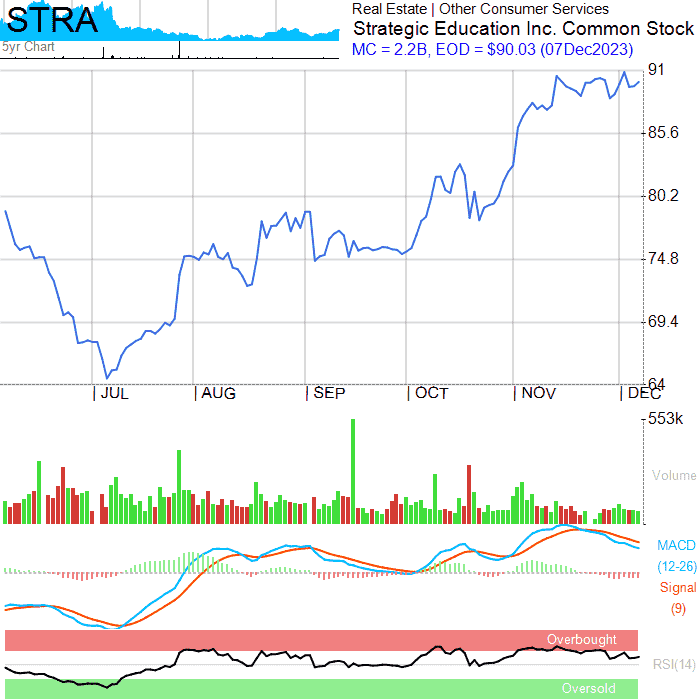 STRA
5yr Chart
Real Estate | Other Consumer Services
Strategic Education Inc. Common Stock
MC = 2.2B, EOD = $90.03 (07Dec2023)
91
85.6
80.2
74.8
69.4
64
JUL AUG SEP OCT NOV DEC
553k
Volume
MACD
(12-26)
Signal
(9)
Overbought
RSI(14)
Oversold